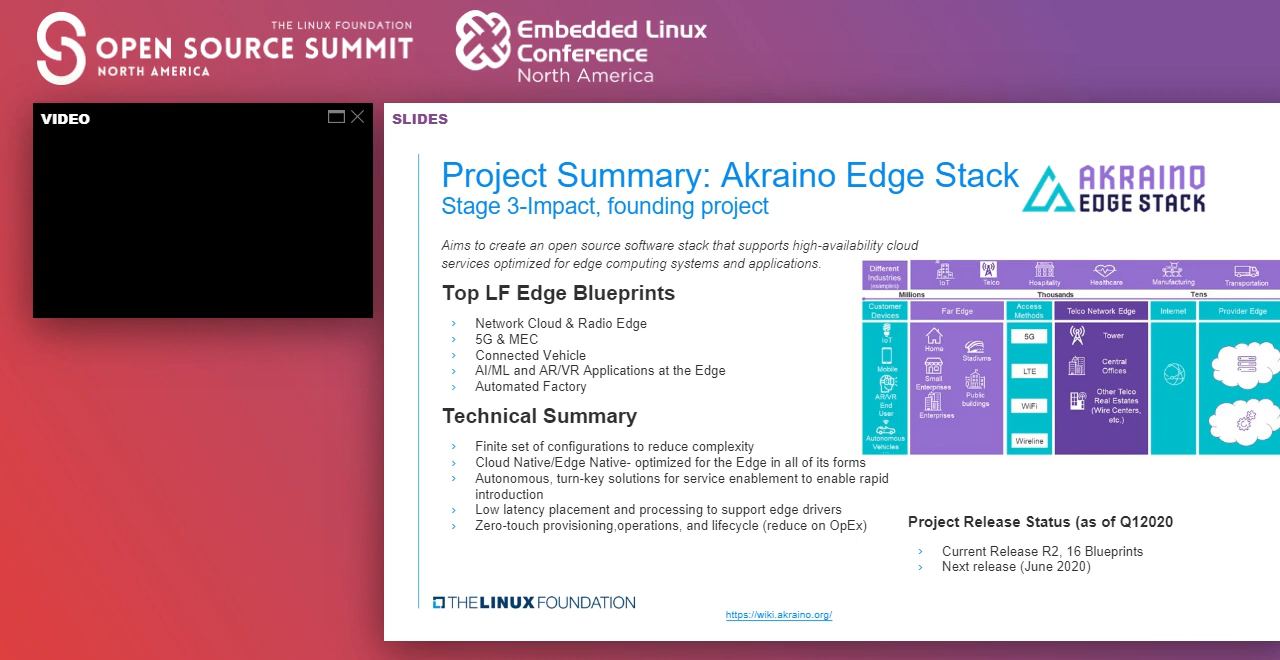 THE LINUX FOUNDATION
OPEN SOURCE SUMMIT
NORTH AMERICA
Embedded Linux
Conference
North America
VIDEO
SLIDES
Project Summary: Akraino Edge Stack
Stage 3-Impact, founding project
AKRAINO
EDGE STACK
Aims to create an open source software stack that supports high-availability cloud
services optimized for edge computing systems and applications.
Top LF Edge Blueprints
› Network Cloud & Radio Edge
› 5G & MEC
› Connected Vehicle
› AI/ML and AR/VR Applications at the Edge
› Automated Factory
Technical Summary
› Finite set of configurations to reduce complexity
› Cloud Native/Edge Native- optimized for the Edge in all of its forms
› Autonomous, turn-key solutions for service enablement to enable rapid
introduction
› Low latency placement and processing to support edge drivers
› Zero-touch provisioning,operations, and lifecycle (reduce on OpEx)
Different
Industries
(examples)
IoT
Telco
Hospitality
Healthcare
Manufacturing
Transportation
Millions
Thousands
Tens
Customer
Devices
Far Edge
Access
Methods
Telco Network Edge
Internet
Provider Edge
IoT
Mobile
AR/VR
End
User
Autonomous
Vehicles
Home
Small
Enterprises
Enterprises
Stadiums
Public
buildings
5G
LTE
WiFi
Wireline
Tower
Central
Offices
Other Telco
Real Estates
(Wire Centers,
etc.)
Project Release Status (as of Q12020
› Current Release R2, 16 Blueprints
› Next release (June 2020)
THE LINUX FOUNDATION
https://wiki.akraino.org/